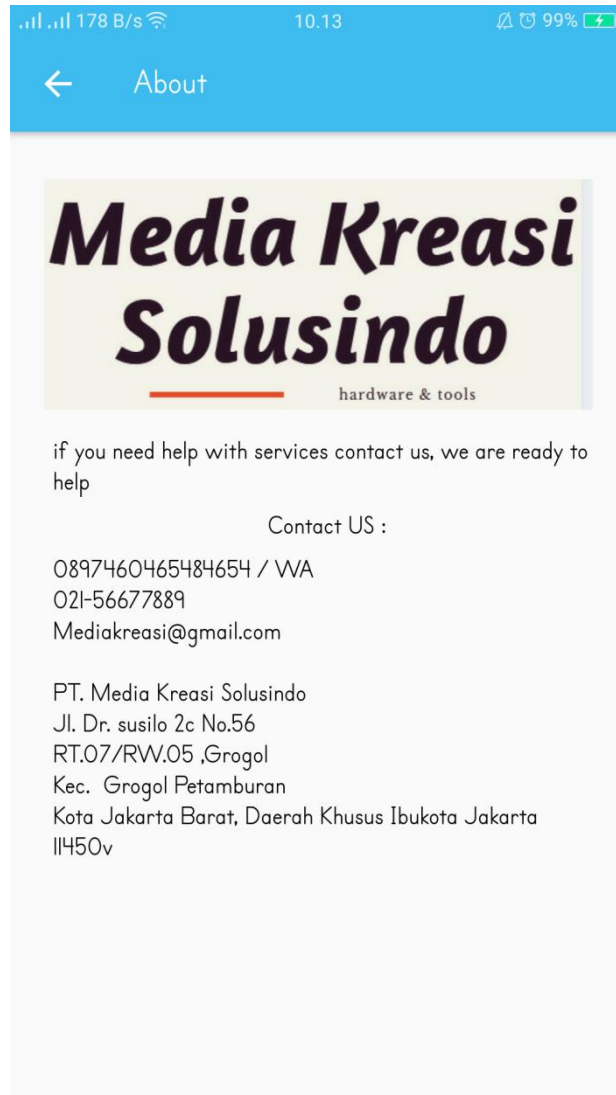 178 B/s 10.13 99%
About
Media Kreasi
Solusindo
hardware & tools
if you need help with services contact us, we are ready to
help
Contact US :
0897460465484654 / WA
021-56677889
Mediakreasi@gmail.com
PT. Media Kreasi Solusindo
Jl. Dr. susilo 2c No.56
RT.07/RW.05 ,Grogol
Kec.  Grogol Petamburan
Kota Jakarta Barat, Daerah Khusus Ibukota Jakarta
11450v